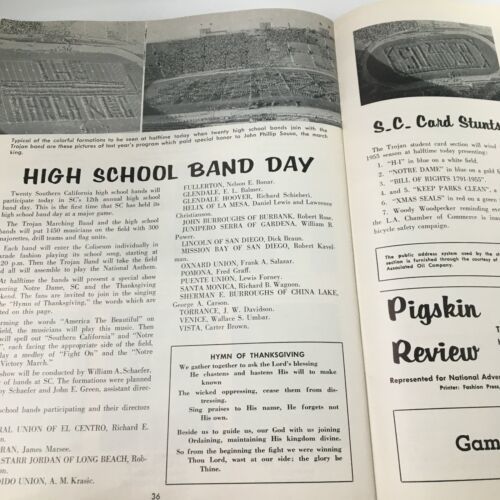 Typical of the colorful formations to be seen at halftime today when twenty high school bands join with the
Trojan band are these pictures of last year's program which paid special honor to John Phillip Sousa, the march
king.
HIGH SCHOOL BAND DAY
Twenty Southern California high school bands will
participate today in SC's 12th annual high school
band day. This is the first time that SC has held its
high school band day at a major game.
The Trojan Marching Band and the high school
bands will put 1450 musicians on the field with 300
majorettes, drill teams and flag units.
Each band will enter the Coliseum individually in
parade fashion playing its school song, starting at
:20 p.m. Then the Trojan Band will take the field
and all will assemble to play the National Anthem.
At halftime the bands will present a special show
honoring Notre Dame, SC and the Thanksgiving
weekend. The fans are invited to join in the singing
the "Hymn of Thanksgiving," the words which are
printed on this page.
Forming the words "America The Beautiful" on
field, the musicians will play this music. Then
will spell out "Southern California" and "Notre
," each facing the appropriate side of the field,
play a medley of "Fight On" and the "Notre
Victory March."
show will be conducted by William A. Schaefer,
of bands at SC. The formations were planned
by Schaefer and John E. Green, assistant direc-
school bands participating and their directors
RAL UNION OF EL CENTRO, Richard E.
RAN, James Marsee.
STARR JORDAN OF LONG BEACH, Rob-
on.
DIDO UNION, A. M. Krasic.
FULLERTON, Nelson E. Bonar.
GLENDALE, E. L. Balmer.
GLENDALE HOOVER, Richard Schieberl.
HELIX OF LA MESA, Daniel Lewis and Lawrence
Christianson.
JOHN BURROUGHS OF BURBANK, Robert Rose,
JUNIPERO SERRA OF GARDENA, William R.
Power.
LINCOLN OF SAN DIEGO, Dick Braun.
MISSION BAY OF SAN DIEGO, Robert Kavel-
man.
OXNARD UNION, Frank A. Salazar.
POMONA, Fred Graff.
PUENTE UNION, Lewis Forney.
SANTA MONICA, Richard B. Wagnon.
SHERMAN E. BURROUGHS OF CHINA LAKE,
George A. Carson.
TORRANCE, J. W. Davidson.
VENICE, Wallace S. Umbar.
VISTA, Carter Brown,
HYMN OF THANKSGIVING
We gather together to ask the Lord's blessing
He chastens and hastens His will to make
known
The wicked oppressing, cease them from dis-
tressing.
Sing praises to His name, He forgets not
His own.
Beside us to guide us, our God with us joining
Ordaining, maintaining His kingdom divine.
So from the beginning the fight we were winning
Thou Lord, wast at our side: the glory be
Thine.
36
S.C. Card Stunts
The Trojan student card section will wind
1955 season at halftime today presenting:
1. "HI" in blue on a white field.
2. "NOTRE DAME" in blue on a gold
3. "BILL OF RIGHTS 1791-1955."
4. and 5. "KEEP PARKS CLEAN",
6. "XMAS SEALS" in red on a green
7. Woody Woodpecker reminding
the L.A. Chamber of Commerce is
bicycle safety campaign.
The public address system used by the
section is furnished through the courtesy of
Associated Oil Company.
Pigskin
Review
Represented for National Adver
Printer: Fashion Press,
Gam